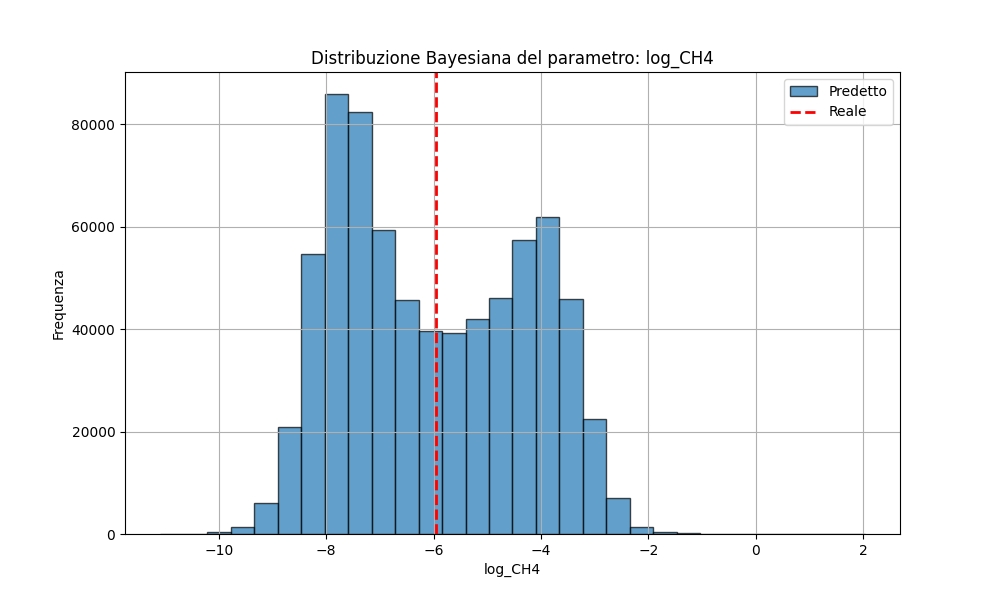 Distribuzione Bayesiana del parametro: log_CH4
Predetto
Reale
Frequenza
80000
60000
40000
20000
0
−10
−8
−6
−4
−2
0
2
log_CH4